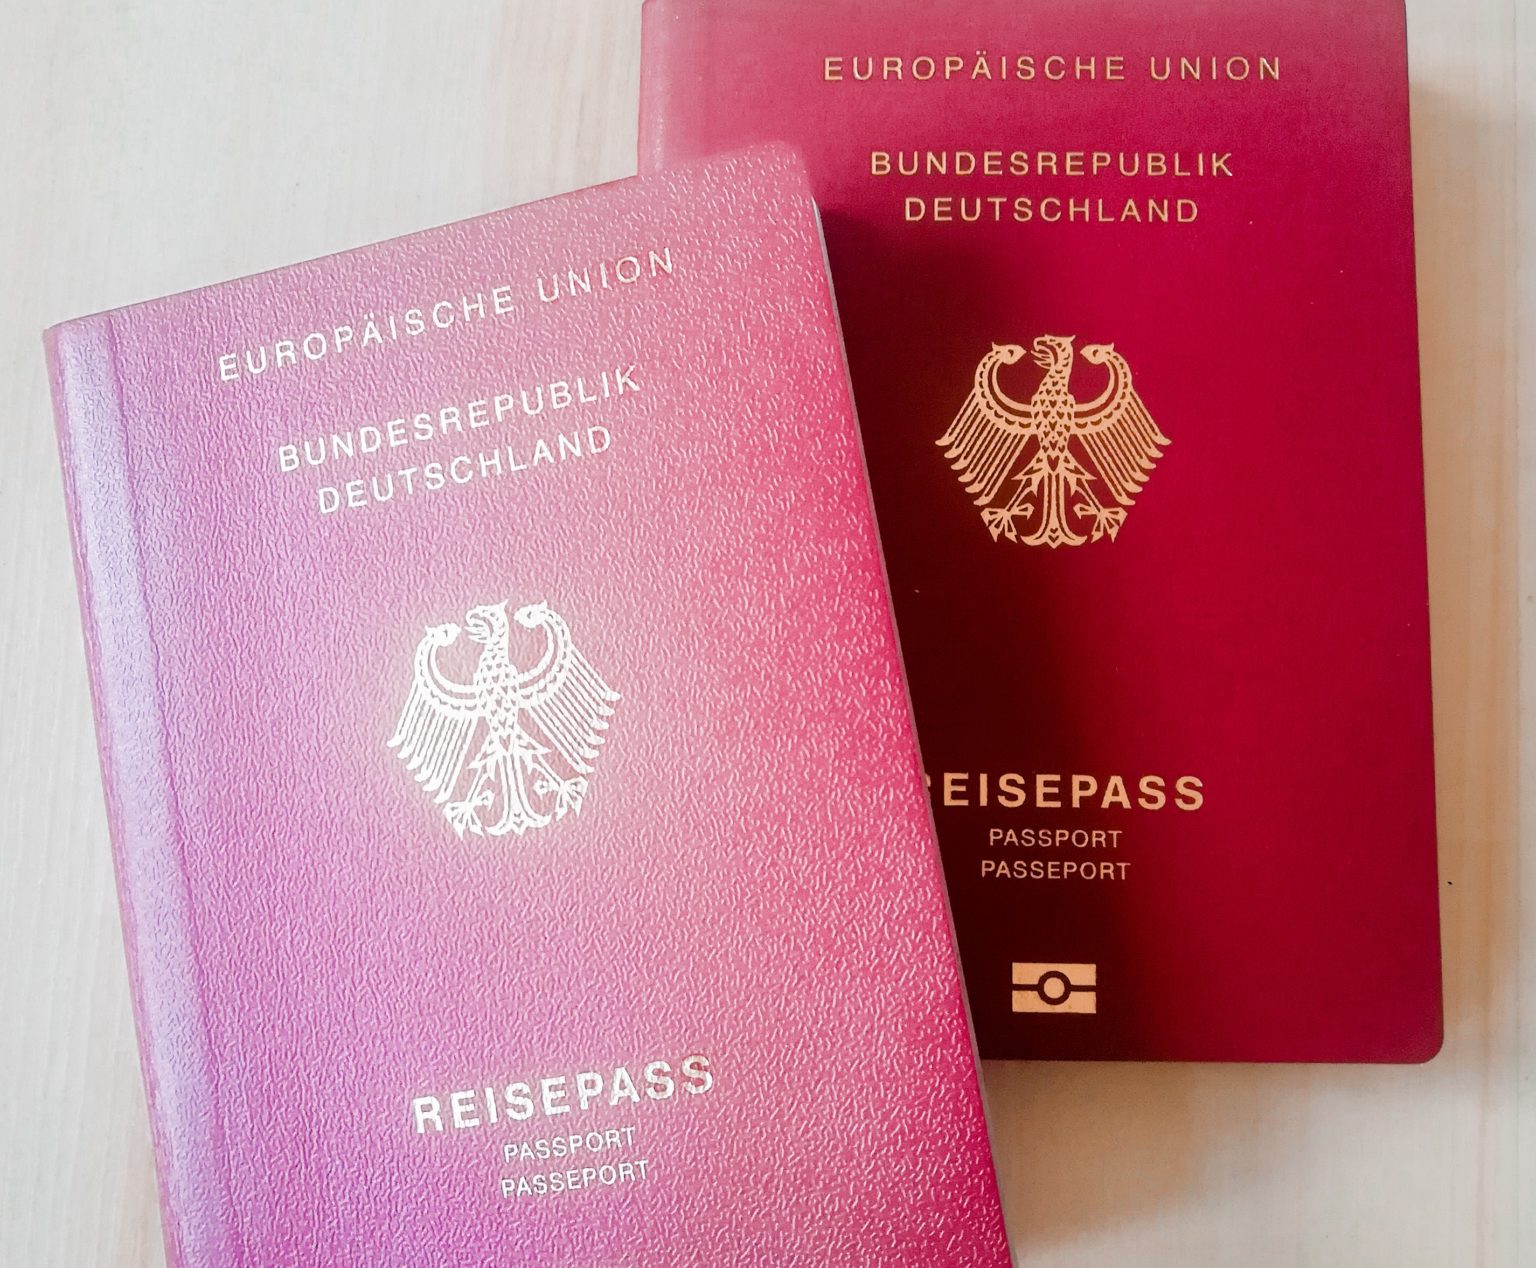 EUROPÄISCHE UNION
BUNDESREPUBLIK
DEUTSCHLAND
REISEPASS
PASSPORT
PASSEPORT
EUROPÄISCHE UNION
BUNDESREPUBLIK
DEUTSCHLAND
REISEPASS
PASSPORT
PASSEPORT